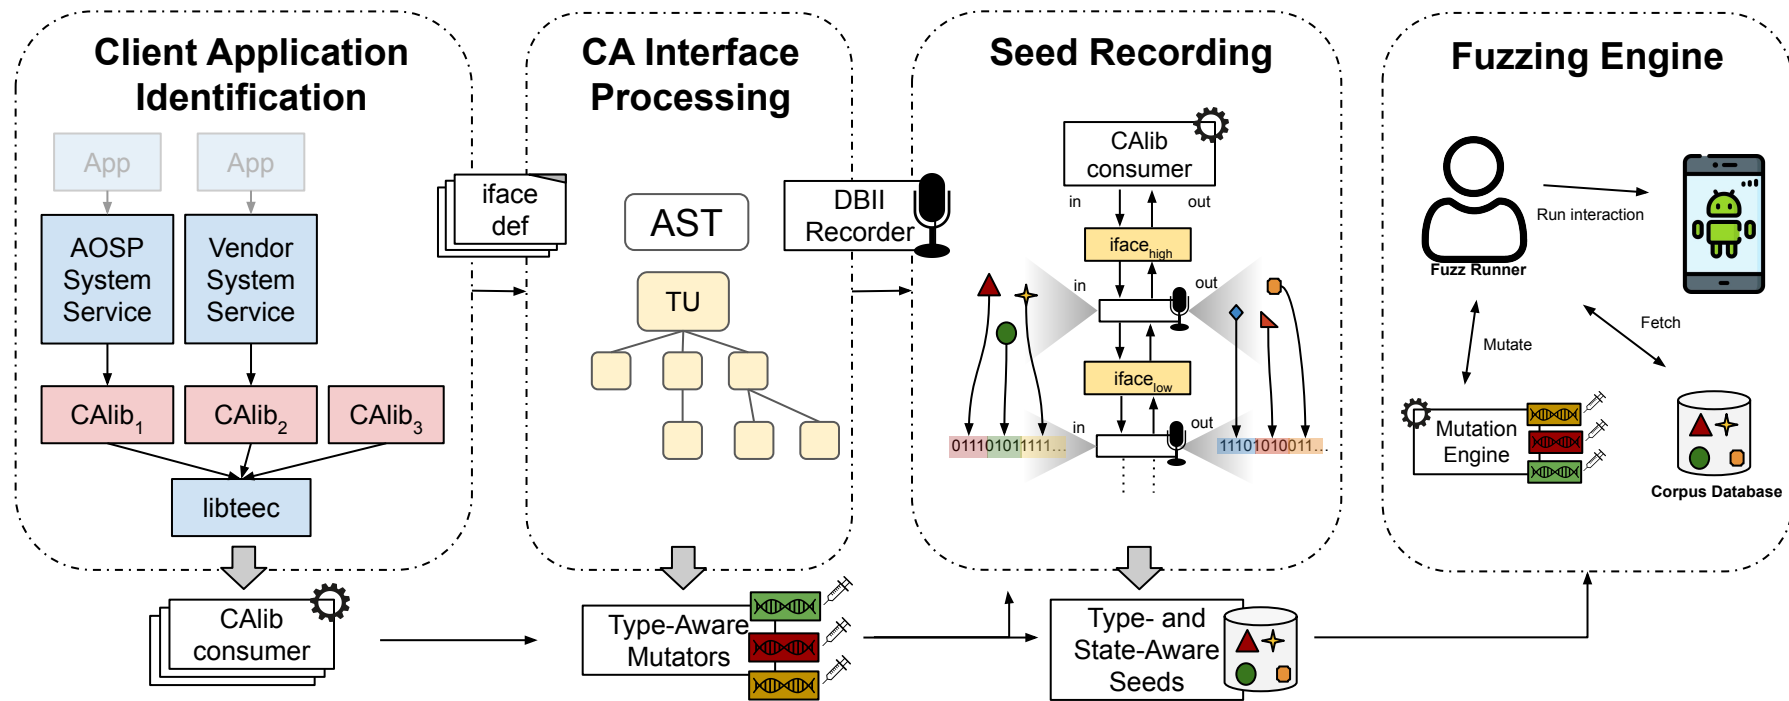 Client Application
Identification
App
App
AOSP
System
Service
Vendor
System
Service
CAlib1
CAlib2
CAlib3
libteec
CAlib
consumer
iface
def
CA Interface
Processing
AST
TU
Type-Aware
Mutators
DBII
Recorder
Seed Recording
CAlib
consumer
in
out
iface_high
in
out
iface_low
in
out
011101011111...
11101010011...
Type- and
State-Aware
Seeds
Fuzzing Engine
Fuzz Runner
Run interaction
Mutate
Fetch
Mutation
Engine
Corpus Database